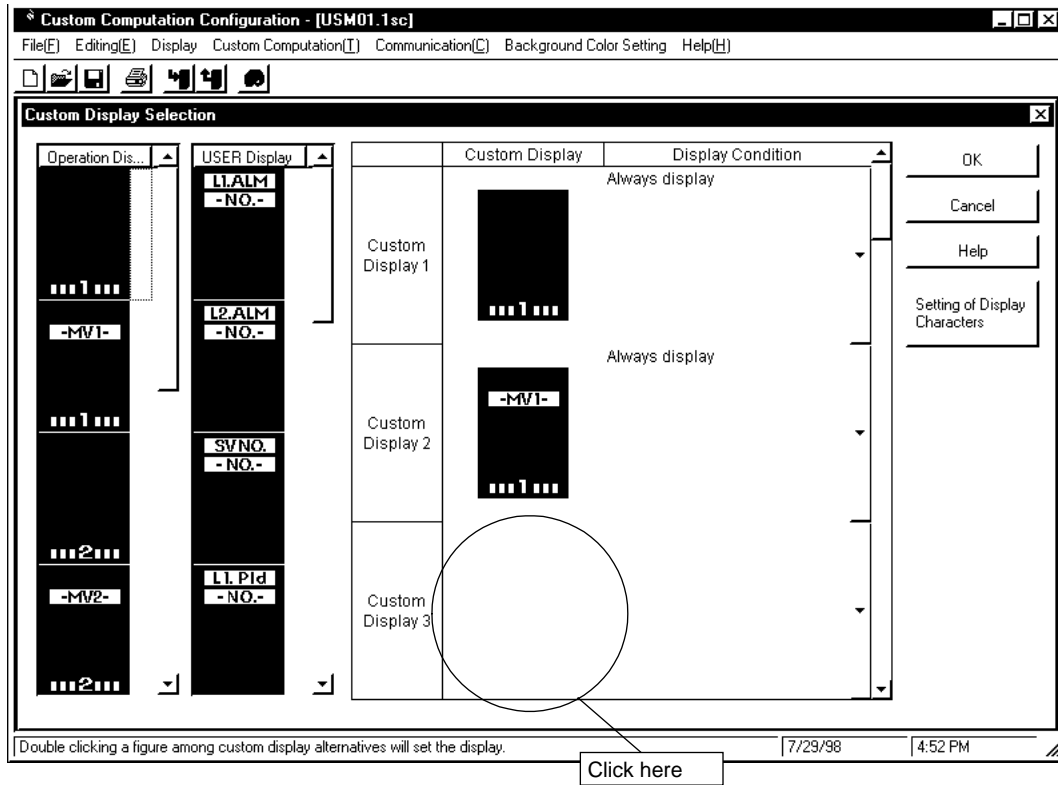 Custom Computation Configuration - [USM01.1sc]
File(F) Editing(E) Display Custom Computation(T) Communication(C) Background Color Setting Help(H)
Custom Display Selection
Operation Dis...
1
-MV1-
1
2
-MV2-
2
USER Display
L1.ALM
-NO.-
L2.ALM
-NO.-
SVNO.
-NO.-
L1.PId
-NO.-
Custom Display Display Condition
Custom
Display 1
1
Always display
Custom
Display 2
-MV1-
1
Always display
Custom
Display 3
OK
Cancel
Help
Setting of Display
Characters
Double clicking a figure among custom display alternatives will set the display.
7/29/98
4:52 PM
Click here